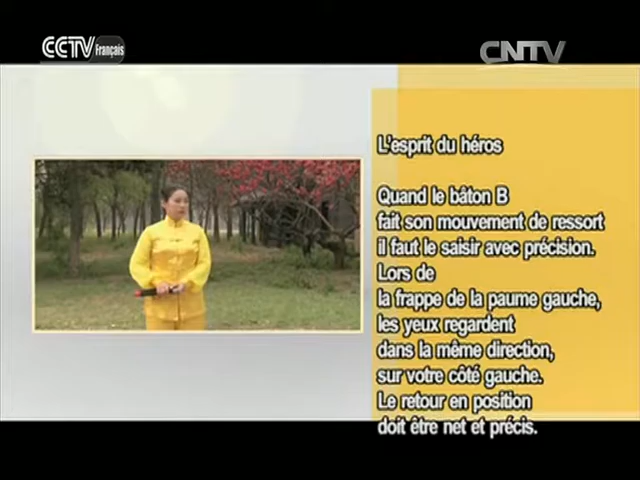 CCTV Français
CNTV
L'esprit du héros
Quand le bâton B
fait son mouvement de ressort
il faut le saisir avec précision.
Lors de
la frappe de la paume gauche,
les yeux regardent
dans la même direction,
sur votre côté gauche.
Le retour en position
doit être net et précis.